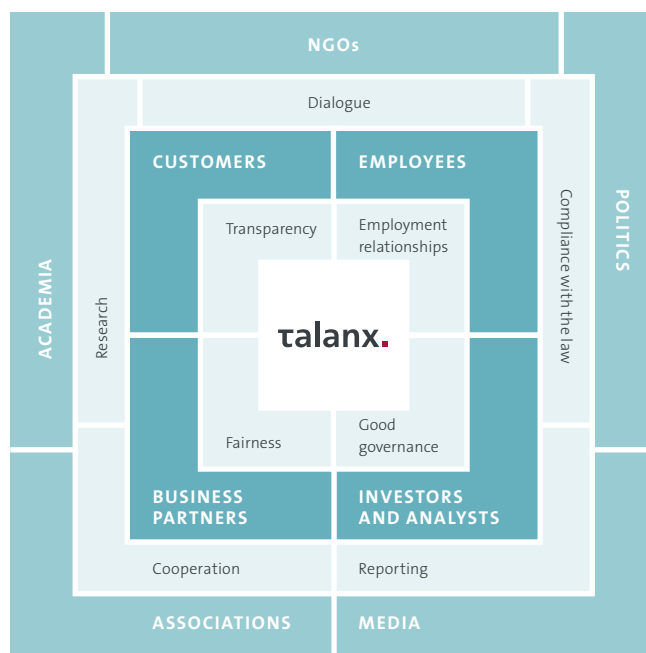 NGOs
Dialogue
CUSTOMERS
EMPLOYEES
Transparency
Employment
relationships
ACADEMIA
Research
Compliance with the law
POLITICS
talanx.
Fairness
Good
governance
BUSINESS
PARTNERS
INVESTORS
AND ANALYSTS
Cooperation
Reporting
ASSOCIATIONS
MEDIA